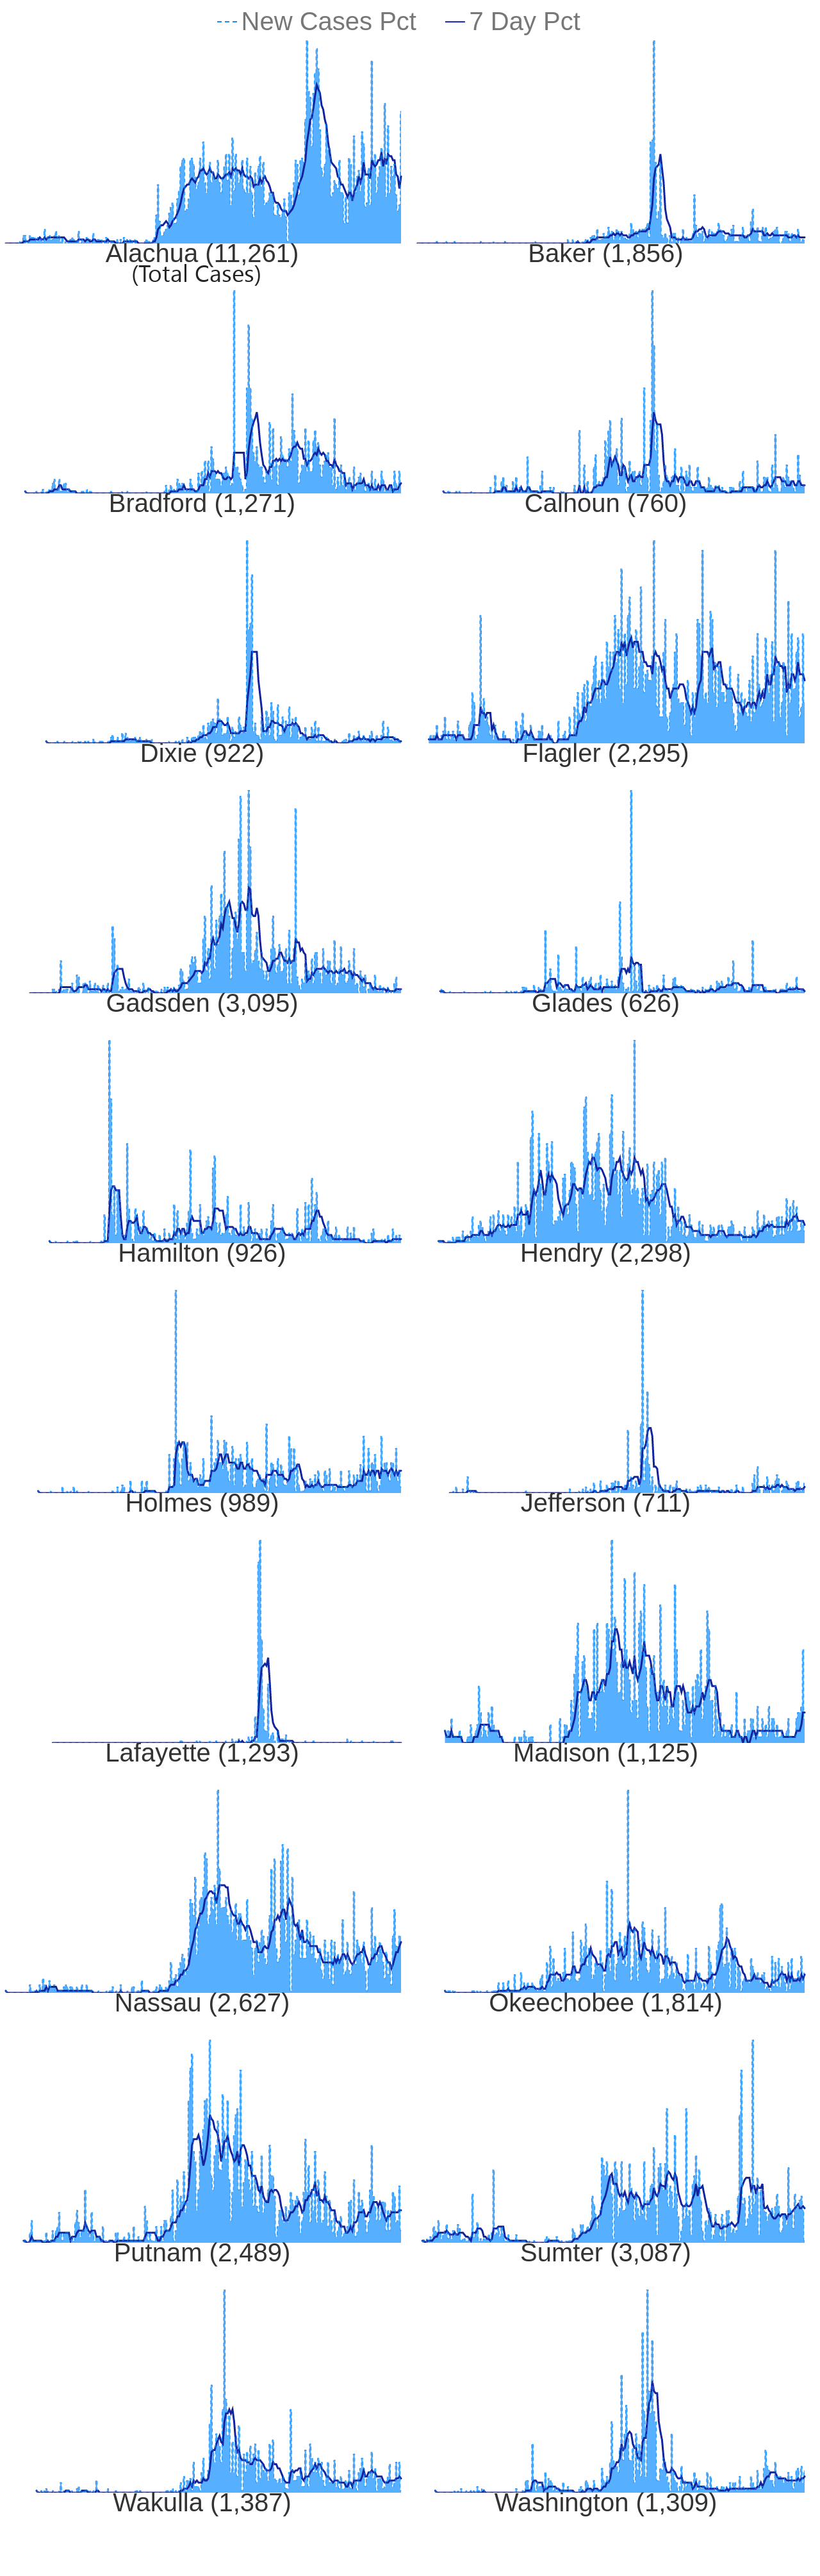 New Cases Pct 7 Day Pct
Alachua (11,261) Baker (1,856)
(Total Cases)
Bradford (1,271) Calhoun (760)
Dixie (922) Flagler (2,295)
Gadsden (3,095) Glades (626)
Hamilton (926) Hendry (2,298)
Holmes (989) Jefferson (711)
Lafayette (1,293) Madison (1,125)
Nassau (2,627) Okeechobee (1,814)
Putnam (2,489) Sumter (3,087)
Wakulla (1,387) Washington (1,309)